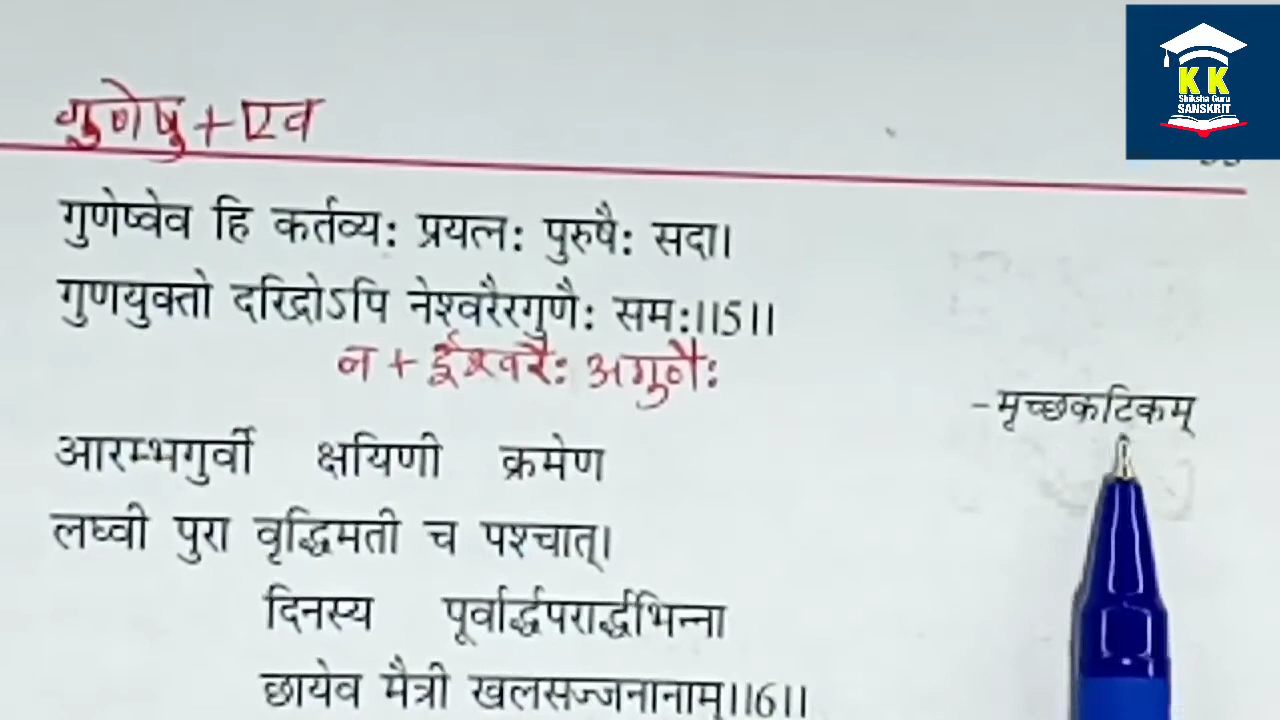 K K
Shiksha Guru
SANSKRIT
गुणेषु + एव
गुणेष्वेव हि कर्तव्यः प्रयत्नः पुरुषैः सदा।
गुणयुक्तो दरिद्रोऽपि नेश्वरैरगुणैः समः।।5।।
न + ईश्वरैः अगुणैः
-मृच्छकटिकम्
आरम्भगुर्वी क्षयिणी क्रमेण
लघ्वी पुरा वृद्धिमती च पश्चात्।
दिनस्य पूर्वार्द्धपरार्द्धभिन्ना
छायेव मैत्री खलसज्जनानाम्।।6।।